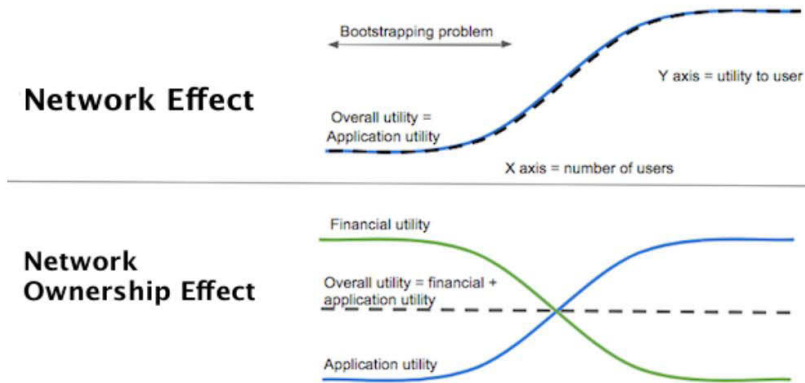 Bootstrapping problem
Network Effect
Y axis = utility to user
Overall utility =
Application utility
X axis = number of users
Financial utility
Network
Ownership Effect
Overall utility = financial +
application utility
Application utility